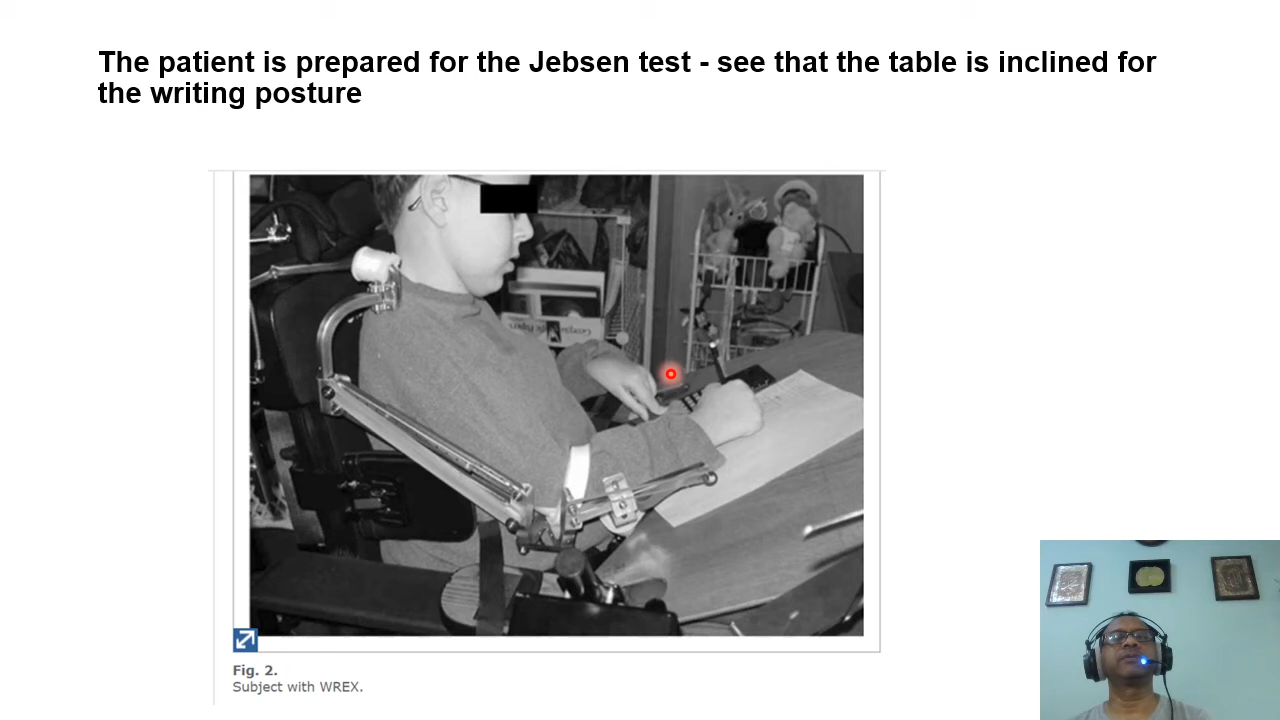 The patient is prepared for the Jebsen test - see that the table is inclined for
the writing posture
Fig. 2.
Subject with WREX.